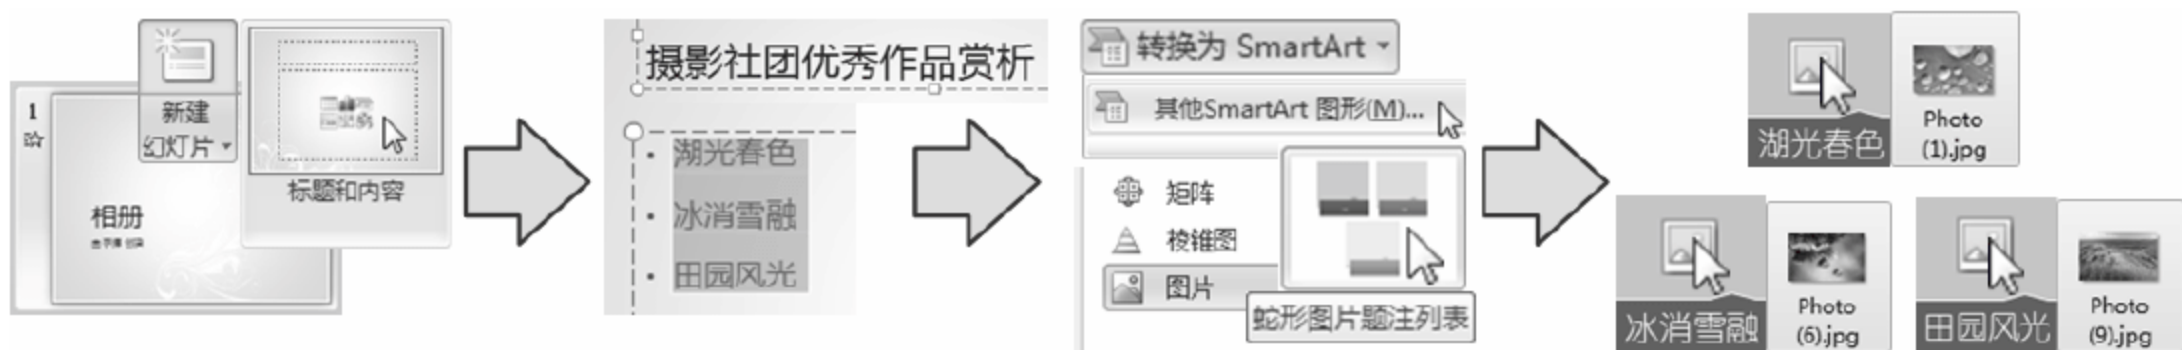 1
新建
幻灯片
标题和内容
相册
摄影社团优秀作品赏析
湖光春色
冰消雪融
田园风光
转换为 SmartArt
其他SmartArt 图形(M)...
矩阵
棱锥图
图片
蛇形图片题注列表
湖光春色
Photo
(1).jpg
冰消雪融
Photo
(6).jpg
田园风光
Photo
(9).jpg